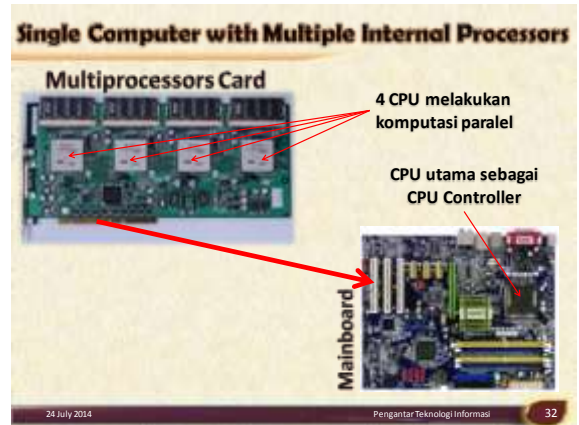 Single Computer with Multiple Internal Processors
Multiprocessors Card
4 CPU melakukan
komputasi paralel
CPU utama sebagai
CPU Controller
Mainboard
24 July 2014
Pengantar Teknologi Informasi
32